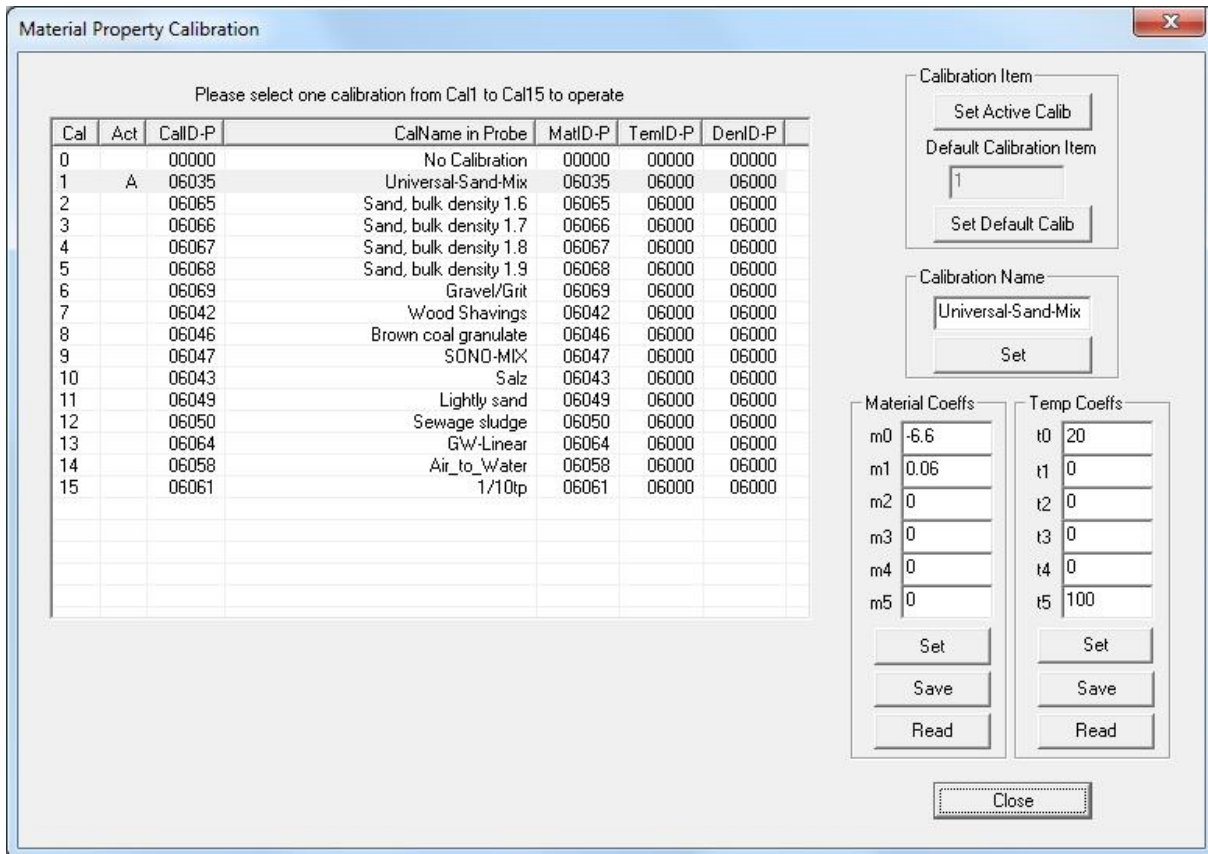 Material Property Calibration
Please select one calibration from Cal1 to Cal15 to operate
Cal Act CalID-P CalName in Probe MatID-P TemID-P DenID-P
0 00000 No Calibration 00000 00000 00000
1 A 06035 Universal-Sand-Mix 06035 06000 06000
2 06065 Sand, bulk density 1.6 06065 06000 06000
3 06066 Sand, bulk density 1.7 06066 06000 06000
4 06067 Sand, bulk density 1.8 06067 06000 06000
5 06068 Sand, bulk density 1.9 06068 06000 06000
6 06069 Gravel/Grit 06069 06000 06000
7 06042 Wood Shavings 06042 06000 06000
8 06046 Brown coal granulate 06046 06000 06000
9 06047 SONO-MIX 06047 06000 06000
10 06043 Salz 06043 06000 06000
11 06049 Lightly sand 06049 06000 06000
12 06050 Sewage sludge 06050 06000 06000
13 06064 GW-Linear 06064 06000 06000
14 06058 Air_to_Water 06058 06000 06000
15 06061 1/10tp 06061 06000 06000
Calibration Item
Set Active Calib
Default Calibration Item
1
Set Default Calib
Calibration Name
Universal-Sand-Mix
Set
Material Coeffs
m0 -6.6
m1 0.06
m2 0
m3 0
m4 0
m5 0
Set
Save
Read
Temp Coeffs
t0 20
t1 0
t2 0
t3 0
t4 0
t5 100
Set
Save
Read
Close